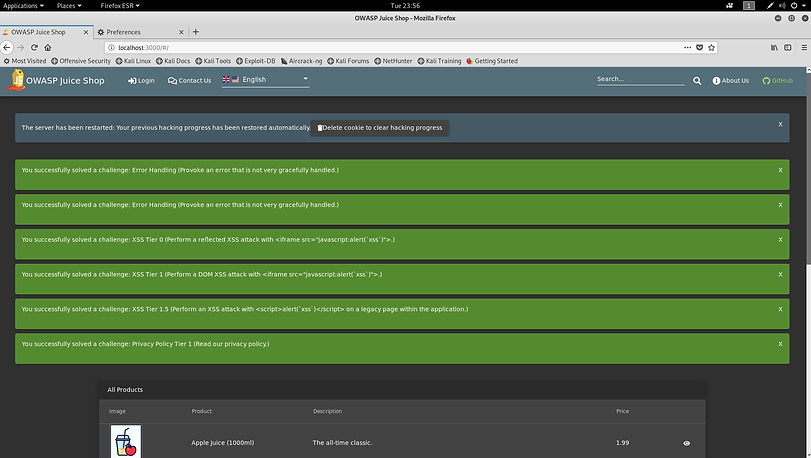 Applications Places Firefox ESR Tue 23:56 1
OWASP Juice Shop - Mozilla Firefox
OWASP Juice Shop Preferences
localhost:3000/#/
Most Visited Offensive Security Kali Linux Kali Docs Kali Tools Exploit-DB Aircrack-ng Kali Forums NetHunter Kali Training Getting Started
OWASP Juice Shop Login Contact Us English Search... About Us GitHub
The server has been restarted: Your previous hacking progress has been restored automatically. Delete cookie to clear hacking progress X
You successfully solved a challenge: Error Handling (Provoke an error that is not very gracefully handled.) X
You successfully solved a challenge: Error Handling (Provoke an error that is not very gracefully handled.) X
You successfully solved a challenge: XSS Tier 0 (Perform a reflected XSS attack with <iframe src="javascript:alert(`xss`)">.) X
You successfully solved a challenge: XSS Tier 1 (Perform a DOM XSS attack with <iframe src="javascript:alert(`xss`)">.) X
You successfully solved a challenge: XSS Tier 1.5 (Perform an XSS attack with <script>alert(`xss`)</script> on a legacy page within the application.) X
You successfully solved a challenge: Privacy Policy Tier 1 (Read our privacy policy.) X
All Products
Image Product Description Price
Apple Juice (1000ml) The all-time classic. 1.99